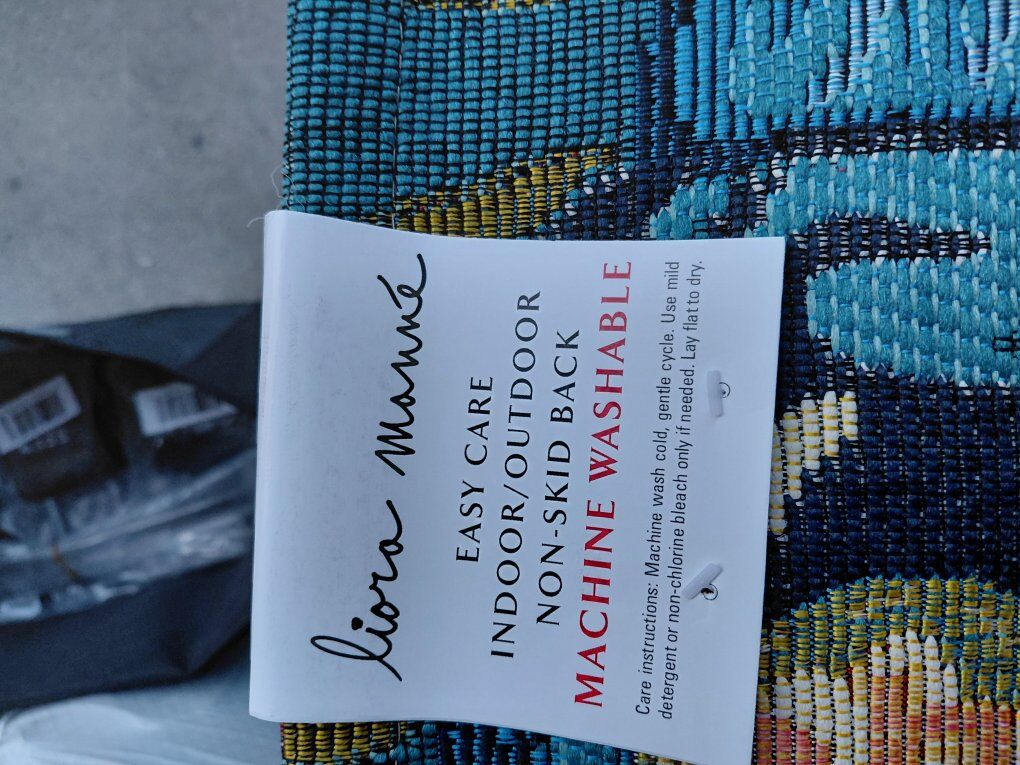 liora manné
EASY CARE
INDOOR/OUTDOOR
NON-SKID BACK
MACHINE WASHABLE
Care instructions: Machine wash cold, gentle cycle. Use mild
detergent or non-chlorine bleach only if needed. Lay flat to dry.